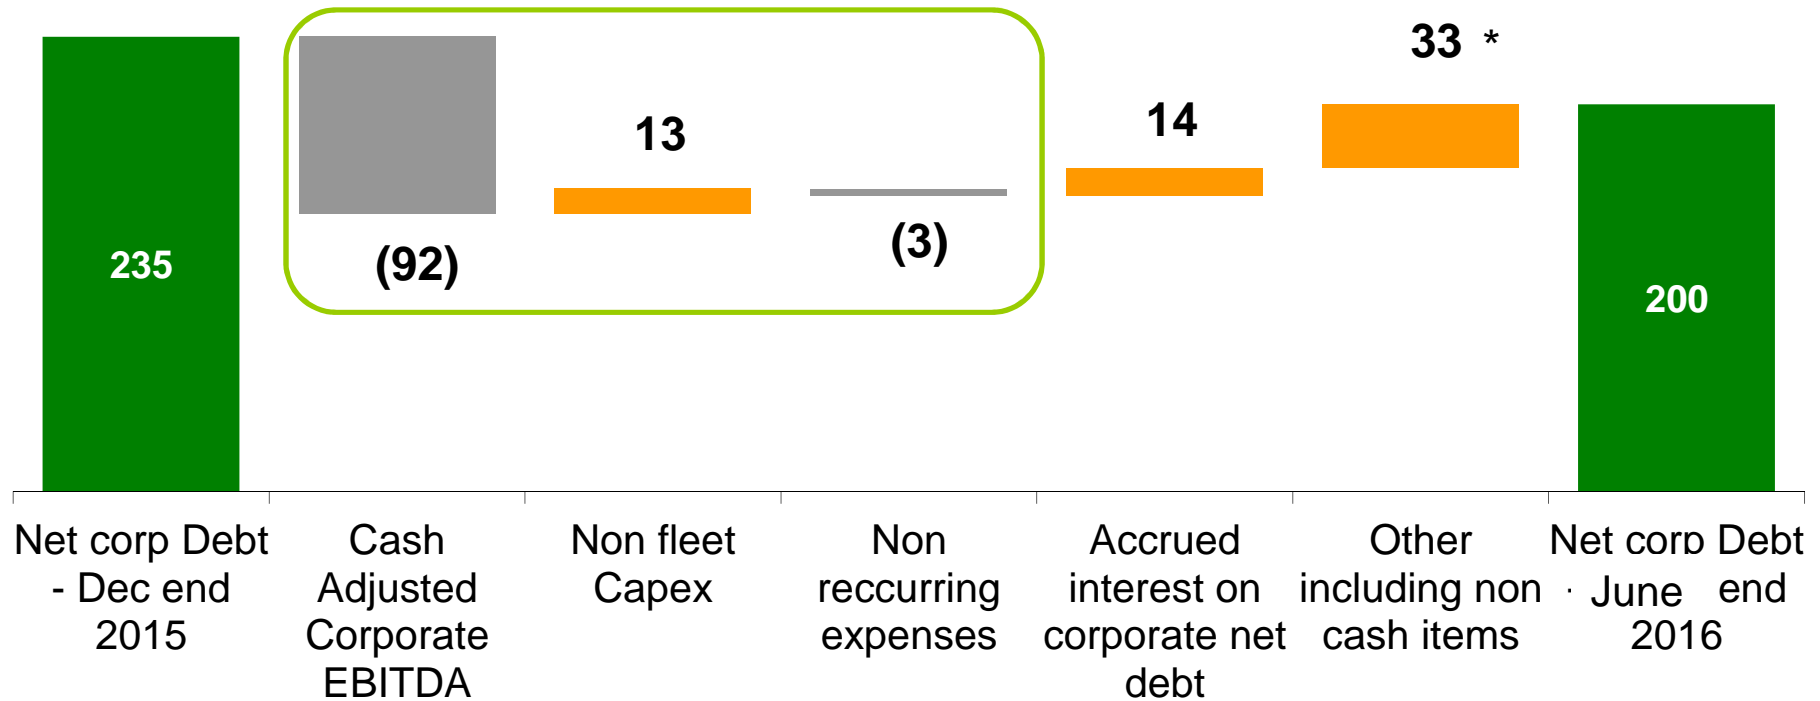 33 *
14
13
(3)
(92)
235
200
Net corp Debt
- Dec end
2015
Cash
Adjusted
Corporate
EBITDA
Non fleet
Capex
Non
reccurring
expenses
Accrued
interest on
corporate net
debt
Other
including non
cash items
Net corp Debt
· June end
2016